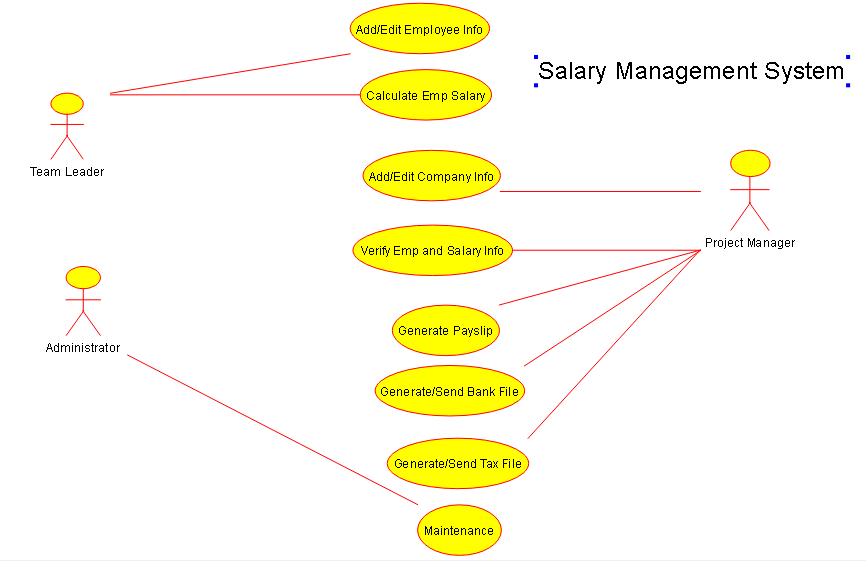 Add/Edit Employee Info
Salary Management System
Calculate Emp Salary
Team Leader
Add/Edit Company Info
Project Manager
Verify Emp and Salary Info
Generate Payslip
Administrator
Generate/Send Bank File
Generate/Send Tax File
Maintenance